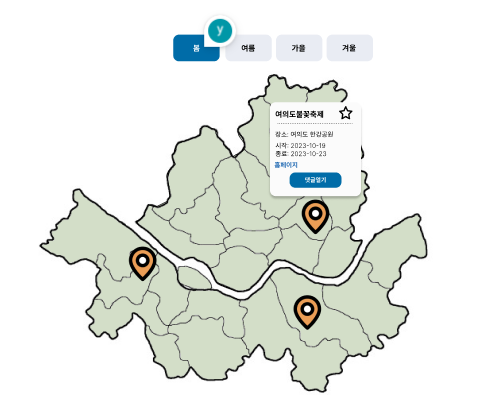 y
봄
여름
가을
겨울
여의도불꽃축제
장소: 여의도 한강공원
시작: 2023-10-19
종료: 2023-10-23
홈페이지
댓글열기